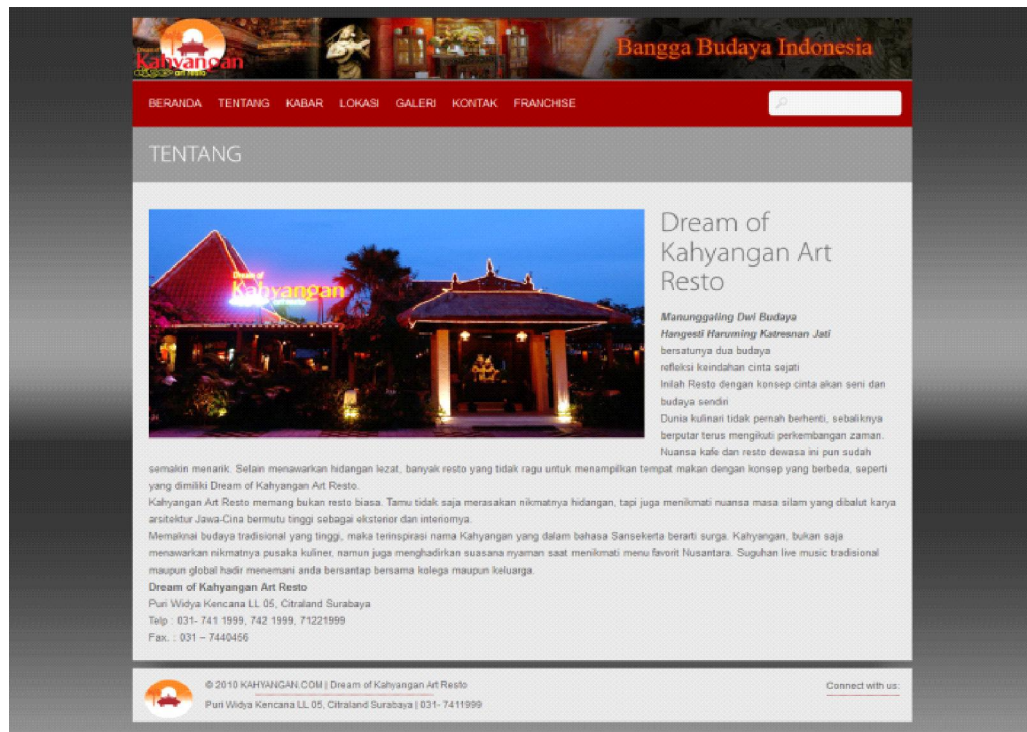 Dream of
Kahyangan
art resto
Bangga Budaya Indonesia
BERANDA TENTANG KABAR LOKASI GALERI KONTAK FRANCHISE
TENTANG
Dream of
Kahyangan
ART RESTO
Dream of
Kahyangan Art
Resto
Manunggaling Dwi Budaya
Hangesti Haruming Katresnan Jati
bersatunya dua budaya
refleksi keindahan cinta sejati
Inilah Resto dengan konsep cinta akan seni dan
budaya sendiri
Dunia kulinari tidak pernah berhenti, sebaliknya
berputar terus mengikuti perkembangan zaman.
Nuansa kafe dan resto dewasa ini pun sudah
semakin menarik. Selain menawarkan hidangan lezat, banyak resto yang tidak ragu untuk menampilkan tempat makan dengan konsep yang berbeda, seperti
yang dimiliki Dream of Kahyangan Art Resto.
Kahyangan Art Resto memang bukan resto biasa. Tamu tidak saja merasakan nikmatnya hidangan, tapi juga menikmati nuansa masa silam yang dibalut karya
arsitektur Jawa-Cina bermutu tinggi sebagai eksterior dan interiornya.
Memaknai budaya tradisional yang tinggi, maka terinspirasi nama Kahyangan yang dalam bahasa Sansekerta berarti surga. Kahyangan, bukan saja
menawarkan nikmatnya pusaka kuliner, namun juga menghadirkan suasana nyaman saat menikmati menu favorit Nusantara. Suguhan live music tradisional
maupun global hadir menemani anda bersantap bersama kolega maupun keluarga.
Dream of Kahyangan Art Resto
Puri Widya Kencana LL 05, Citraland Surabaya
Telp : 031- 741 1999, 742 1999, 71221999
Fax. : 031 – 7440456
© 2010 KAHYANGAN.COM | Dream of Kahyangan Art Resto
Connect with us:
Puri Widya Kencana LL 05, Citraland Surabaya | 031- 7411999